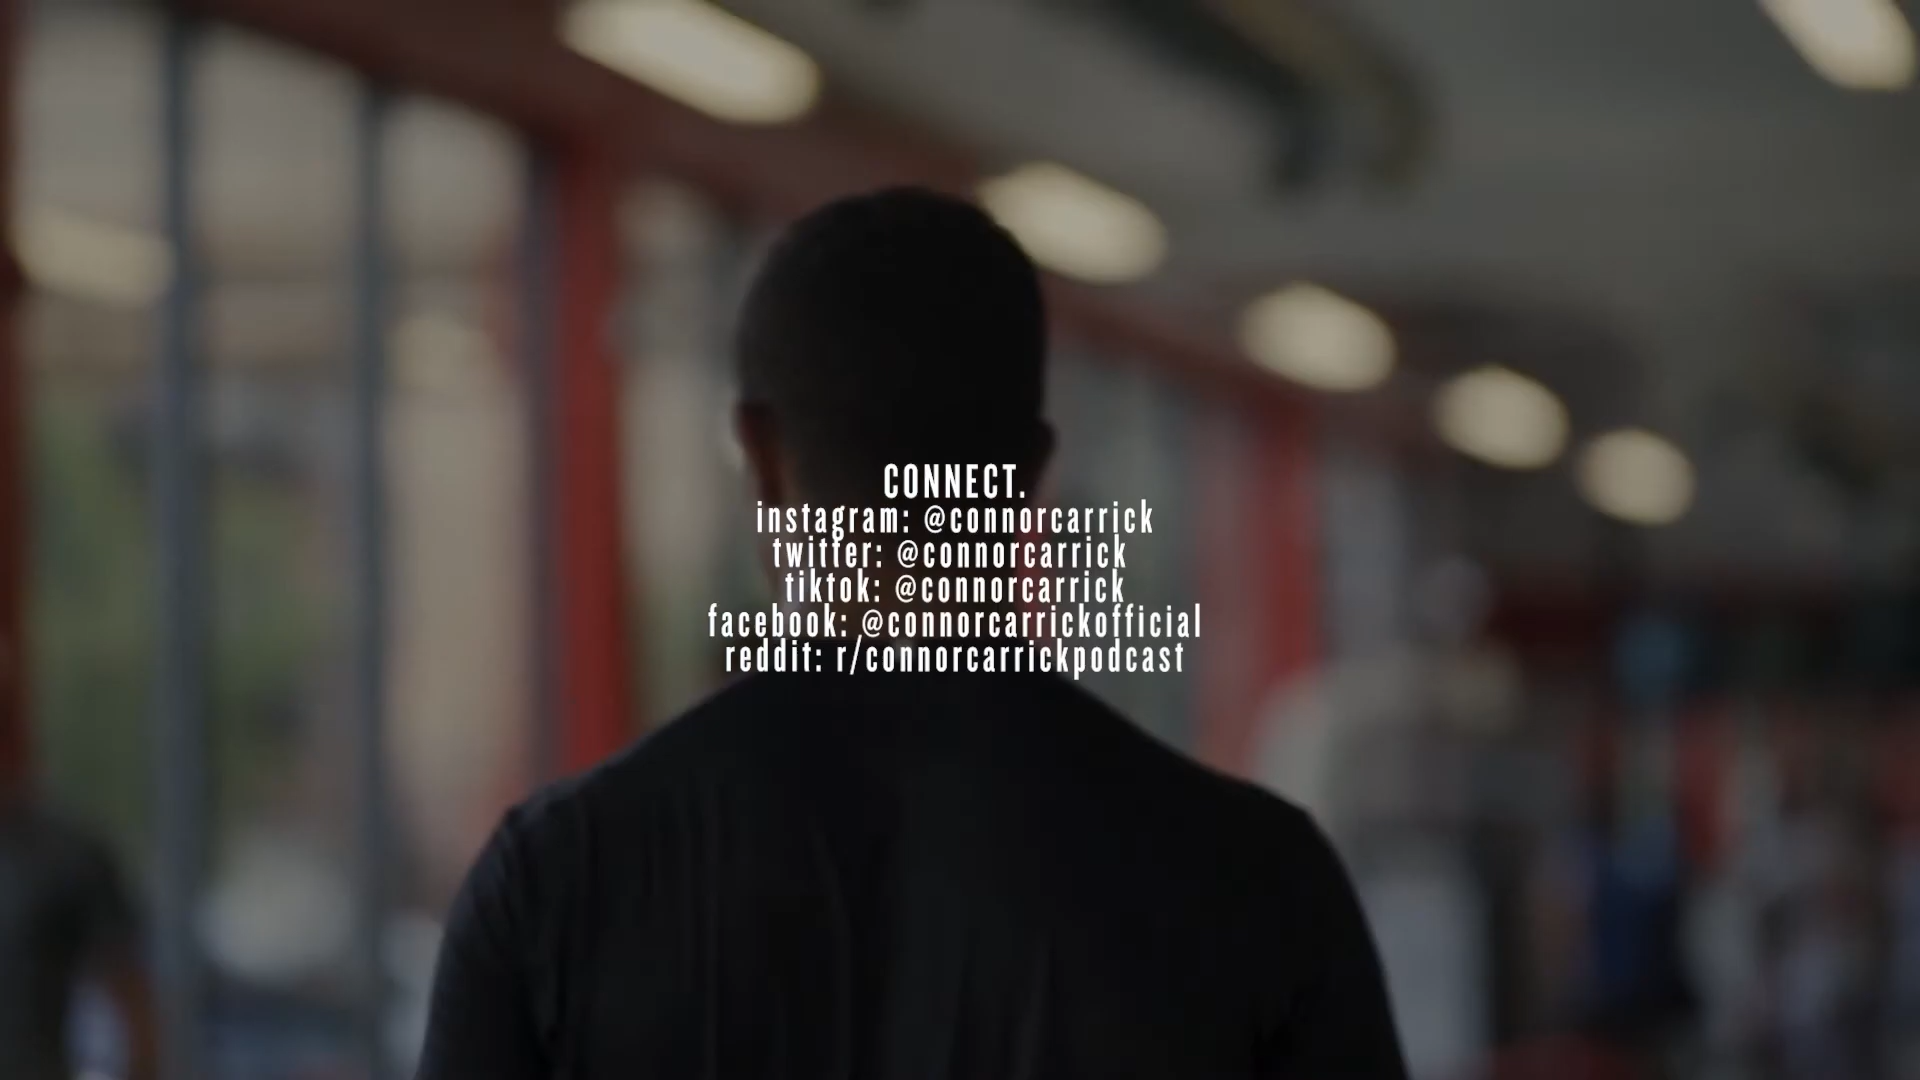 CONNECT.
instagram: @connorcarrick
twitter: @connorcarrick
tiktok: @connorcarrick
facebook: @connorcarrickofficial
reddit: r/connorcarrickpodcast